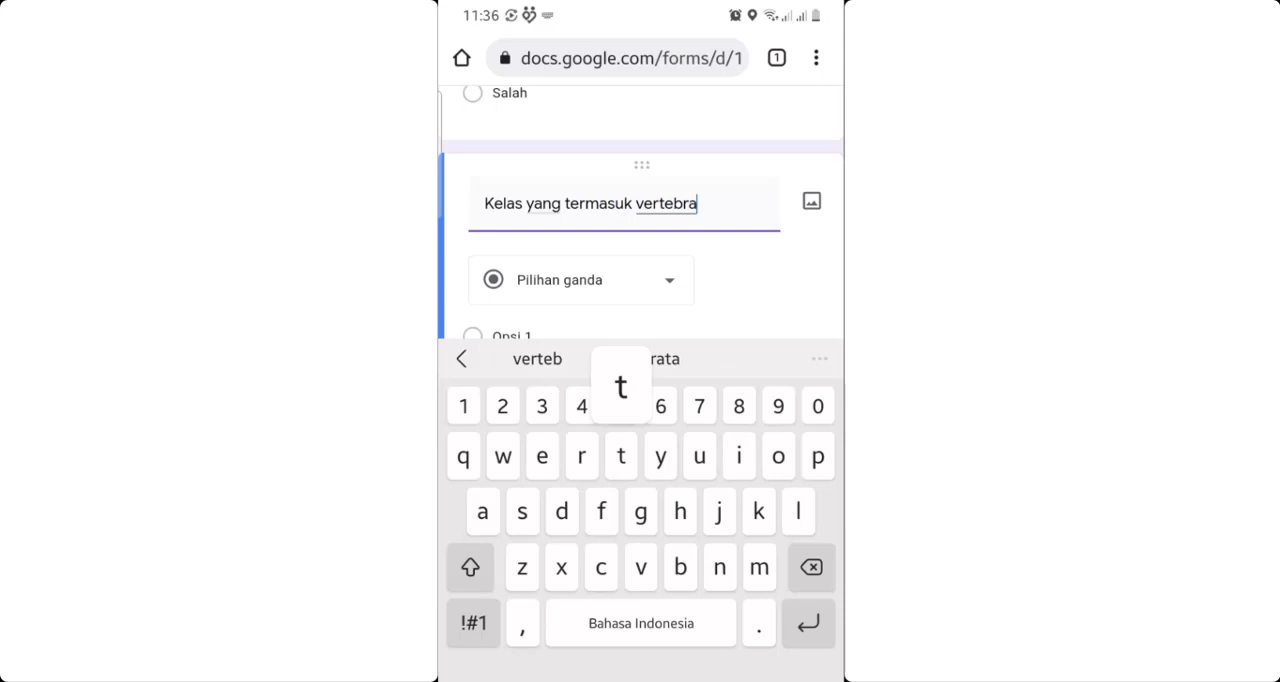 11:36
docs.google.com/forms/d/1
1
Salah
Kelas yang termasuk vertebra
Pilihan ganda
Opsi 1
verteb
rata
t
1 2 3 4 6 7 8 9 0
q w e r t y u i o p
a s d f g h j k l
z x c v b n m
!#1 , Bahasa Indonesia .